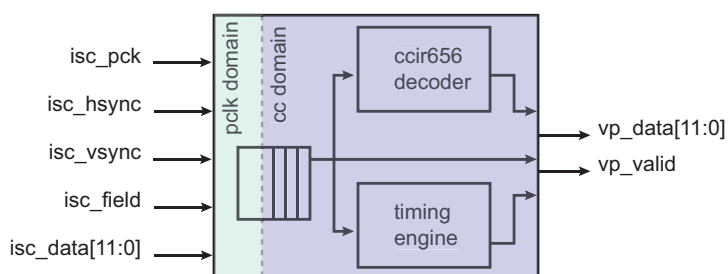 isc_pck
isc_hsync
isc_vsync
isc_field
isc_data[11:0]
pclk domain
cc domain
ccir656
decoder
timing
engine
vp_data[11:0]
vp_valid